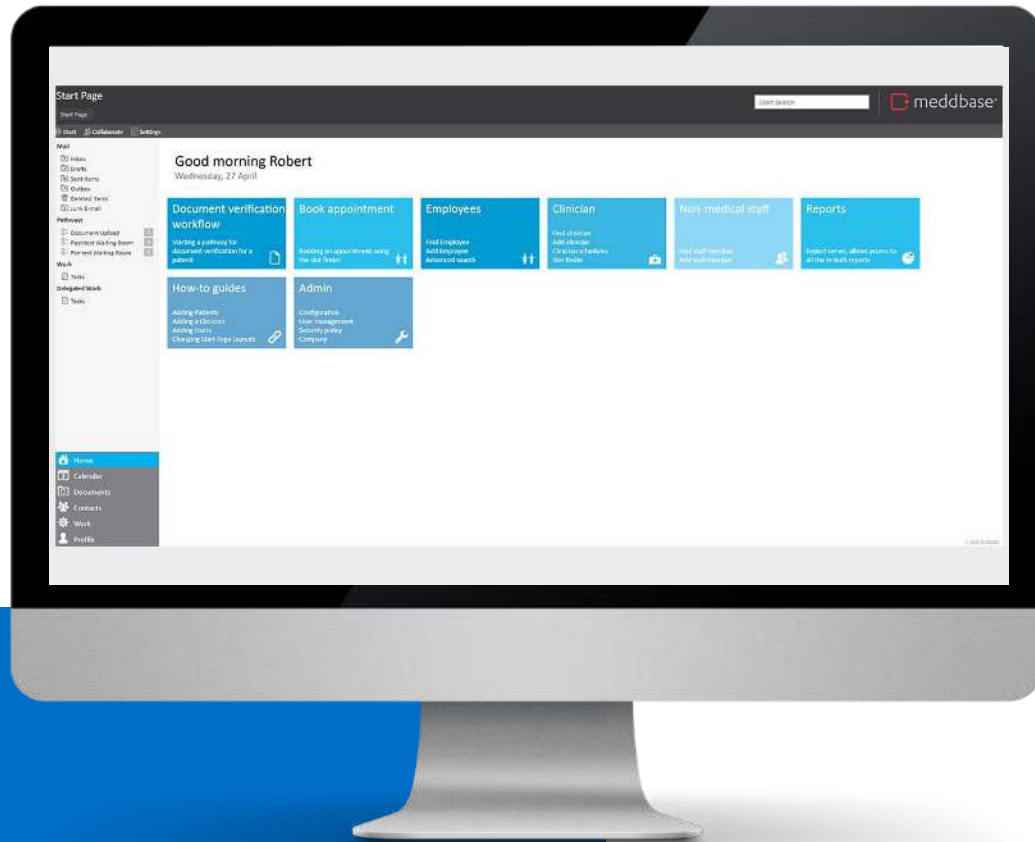 Start Page
Start Page
meddbase
Start Collaborate Settings
Mail
Inbox
Drafts
Sent Items
Outbox
Deleted Items
Junk E-mail
Pathways
Document Upload
Post-test Waiting Room
Pre-test Waiting Room
Work
Tasks
Delegated Work
Tasks
Good morning Robert
Wednesday, 27 April
Document verification
workflow
Starting a pathway for
document verification for a
patient
Book appointment
Booking an appointment using
the slot finder
Employees
Find Employee
Add Employee
Advanced search
Clinician
Find clinician
Add clinician
Clinician schedules
Slot finder
Non-medical staff
Find staff member
Add staff member
Reports
Report server, allows access to
all the in-built reports
How-to guides
Adding Patients
Adding a Clinician
Adding Users
Changing Start Page Layouts
Admin
Configuration
User management
Security policy
Company
Home
Calendar
Documents
Contacts
Work
Profile